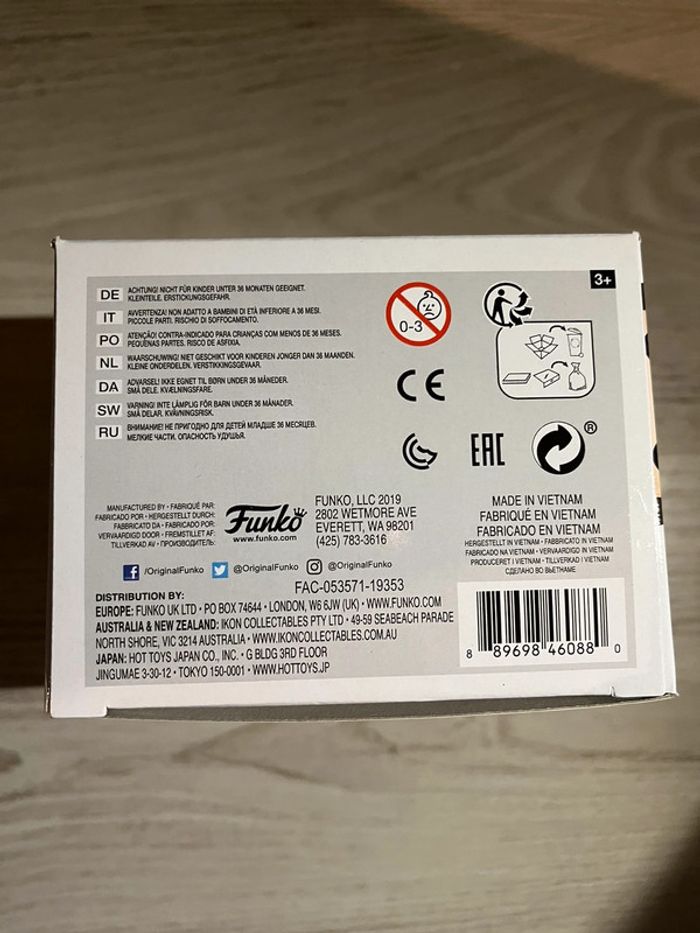 3+
DE ACHTUNG! NICHT FÜR KINDER UNTER 36 MONATEN GEEIGNET.
KLEINTEILE. ERSTICKUNGSGEFAHR.
IT AVVERTENZA! NON ADATTO A BAMBINI DI ETÀ INFERIORE A 36 MESI.
PICCOLE PARTI. RISCHIO DI SOFFOCAMENTO.
PO ATENÇÃO! CONTRA-INDICADO PARA CRIANÇAS COM MENOS DE 36 MESES.
PEQUENAS PARTES. RISCO DE ASFIXIA.
NL WAARSCHUWING! NIET GESCHIKT VOOR KINDEREN JONGER DAN 36 MAANDEN.
KLEINE ONDERDELEN. VERSTIKKINGSGEVAAR.
DA ADVARSEL! IKKE EGNET TIL BØRN UNDER 36 MÅNEDER.
SMÅ DELE. KVÆLNINGSFARE.
SW VARNING! INTE LÄMPLIG FÖR BARN UNDER 36 MÅNADER.
SMÅ DELAR. KVÄVNINGSRISK.
RU ВНИМАНИЕ! НЕ ПРИГОДНО ДЛЯ ДЕТЕЙ МЛАДШЕ 36 МЕСЯЦЕВ.
МЕЛКИЕ ЧАСТИ. ОПАСНОСТЬ УДУШЬЯ.
0-3
CE
EAC
®
MANUFACTURED BY • FABRIQUÉ PAR:
FABRICADO POR • HERGESTELLT DURCH:
FABBRICATO DA • FABRICADO POR:
VERVAARDIGD DOOR • FREMSTILLET AF:
TILLVERKAD AV • ПРОИЗВОДИТЕЛЬ:
Funko
www.funko.com
FUNKO, LLC 2019
2802 WETMORE AVE
EVERETT, WA 98201
(425) 783-3616
MADE IN VIETNAM
FABRIQUÉ EN VIETNAM
FABRICADO EN VIETNAM
HERGESTELLT IN VIETNAM • FABBRICATO IN VIETNAM
FABRICADO NA VIETNAM • VERVAARDIGD IN VIETNAM
PRODUCERET I VIETNAM • TILLVERKAD I VIETNAM
СДЕЛАНО ВО ВЬЕТНАМЕ
/OriginalFunko @OriginalFunko @OriginalFunko
FAC-053571-19353
DISTRIBUTION BY:
EUROPE: FUNKO UK LTD • PO BOX 74644 • LONDON, W6 6JW (UK) • WWW.FUNKO.COM
AUSTRALIA & NEW ZEALAND: IKON COLLECTABLES PTY LTD • 49-59 SEABEACH PARADE
NORTH SHORE, VIC 3214 AUSTRALIA • WWW.IKONCOLLECTABLES.COM.AU
JAPAN: HOT TOYS JAPAN CO., INC. • G BLDG 3RD FLOOR
JINGUMAE 3-30-12 • TOKYO 150-0001 • WWW.HOTTOYS.JP
8 89698 46088 0